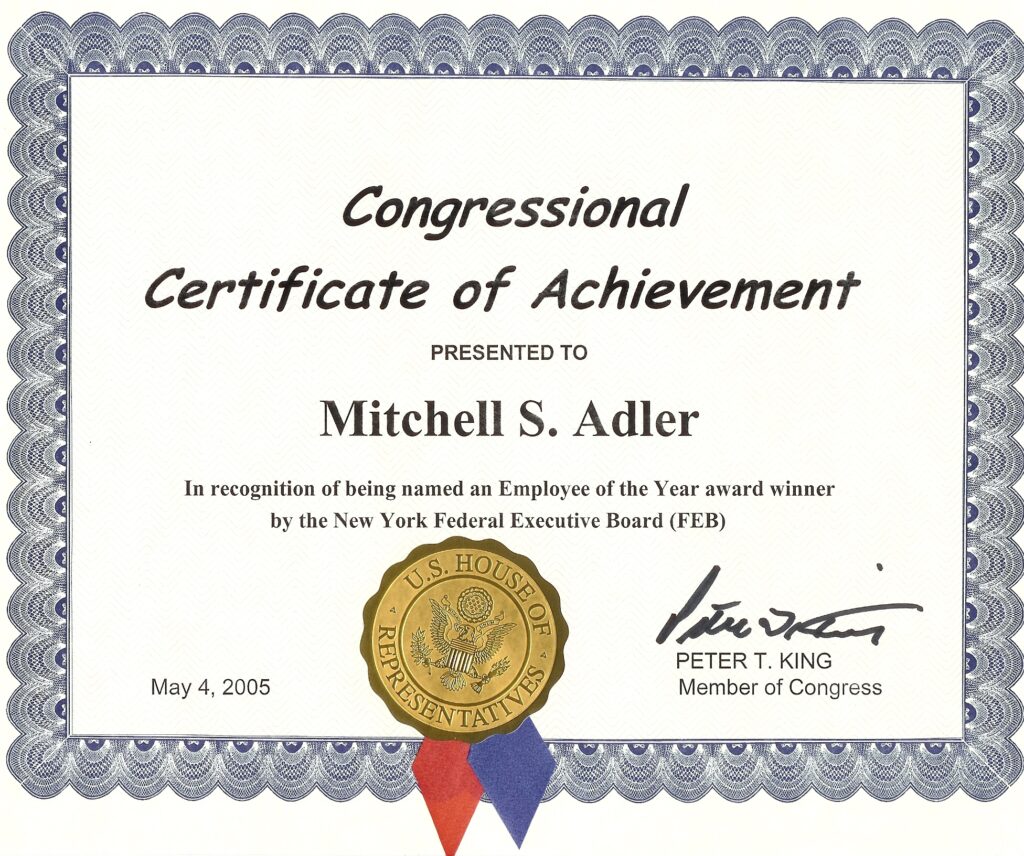 Congressional
Certificate of Achievement
PRESENTED TO
Mitchell S. Adler
In recognition of being named an Employee of the Year award winner
by the New York Federal Executive Board (FEB)
U.S. HOUSE OF
REPRESENTATIVES
Peter T. King
PETER T. KING
May 4, 2005
Member of Congress